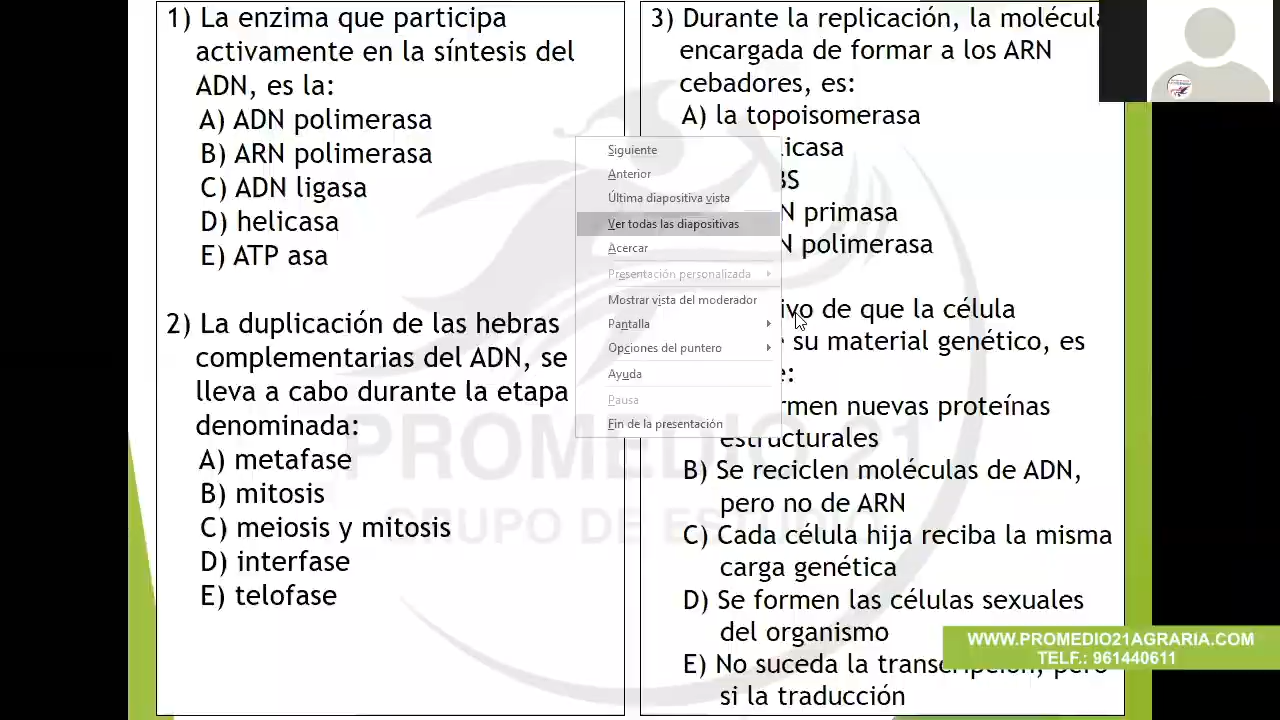 1) La enzima que participa
activamente en la síntesis del
ADN, es la:
A) ADN polimerasa
B) ARN polimerasa
C) ADN ligasa
D) helicasa
E) ATP asa
2) La duplicación de las hebras
complementarias del ADN, se
lleva a cabo durante la etapa
denominada:
A) metafase
B) mitosis
C) meiosis y mitosis
D) interfase
E) telofase
3) Durante la replicación, la
encargada de formar a los ARN
cebadores, es:
A) la topoisomerasa
primasa
polimerasa
de que la célula
su material genético, es
nuevas proteínas
estructurales
B) Se reciclen moléculas de ADN,
pero no de ARN
C) Cada célula hija reciba la misma
carga genética
D) Se formen las células sexuales
del organismo
E) No suceda la
si la traducción
Siguiente
Anterior
Última diapositiva vista
Ver todas las diapositivas
Acercar
Presentación personalizada
Mostrar vista del moderador
Pantalla
Opciones del puntero
Ayuda
Pausa
Fin de la presentación
PROMEDIO 21
GRUPO DE
WWW.PROMEDIO21AGRARIA.COM
TELF.: 961440611